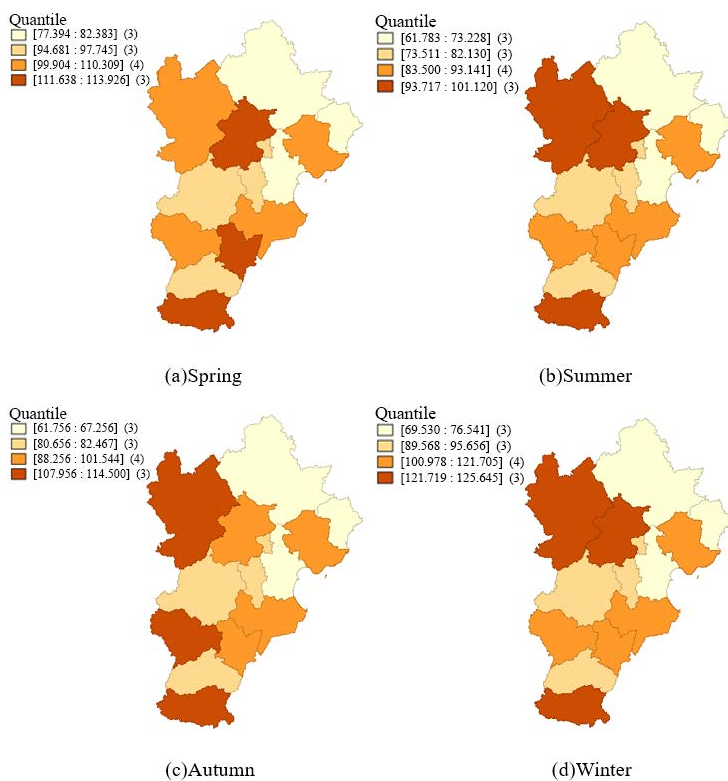 Quantile
[77.394 : 82.383] (3)
[94.681 : 97.745] (3)
[99.904 : 110.309] (4)
[111.638 : 113.926] (3)
Quantile
[61.783 : 73.228] (3)
[73.511 : 82.130] (3)
[83.500 : 93.141] (4)
[93.717 : 101.120] (3)
(a)Spring
(b)Summer
Quantile
[61.756 : 67.256] (3)
[80.656 : 82.467] (3)
[88.256 : 101.544] (4)
[107.956 : 114.500] (3)
Quantile
[69.530 : 76.541] (3)
[89.568 : 95.656] (3)
[100.978 : 121.705] (4)
[121.719 : 125.645] (3)
(c)Autumn
(d)Winter